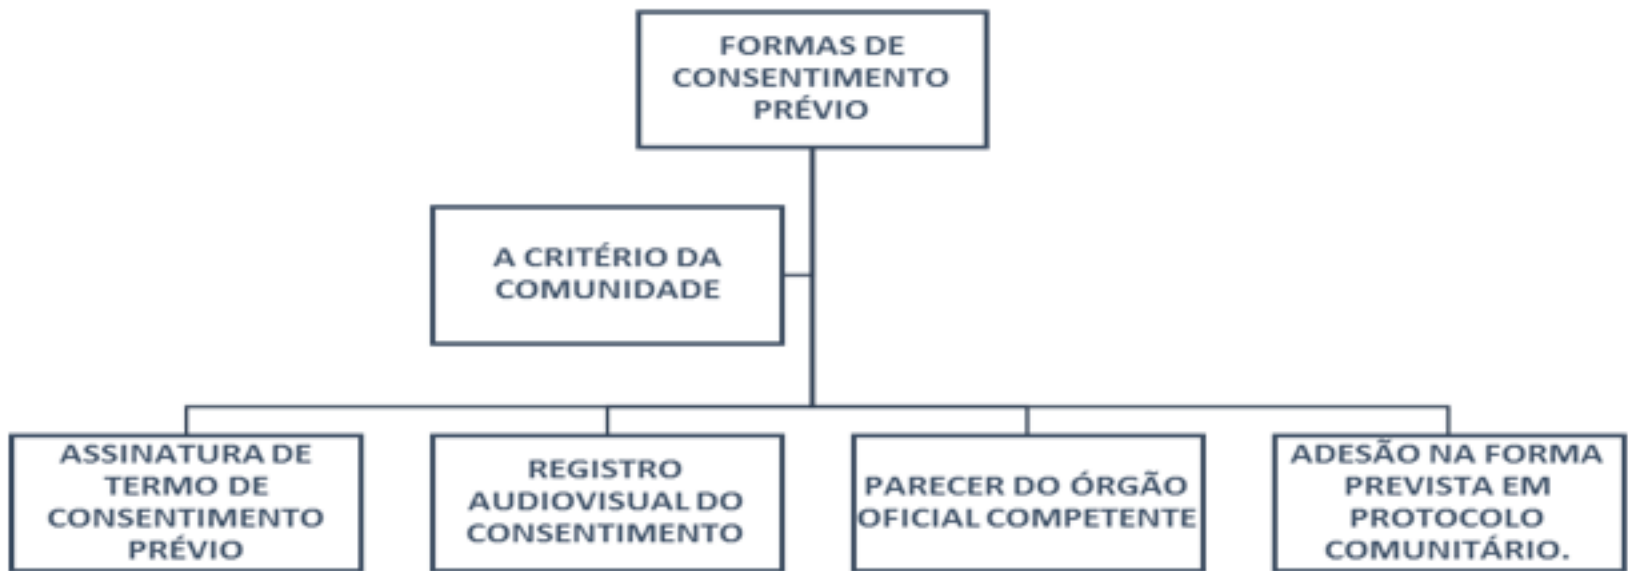 FORMAS DE
CONSENTIMENTO
PRÉVIO
A CRITÉRIO DA
COMUNIDADE
ASSINATURA DE
TERMO DE
CONSENTIMENTO
PRÉVIO
REGISTRO
AUDIOVISUAL DO
CONSENTIMENTO
PARECER DO ÓRGÃO
OFICIAL COMPETENTE
ADESÃO NA FORMA
PREVISTA EM
PROTOCOLO
COMUNITÁRIO.